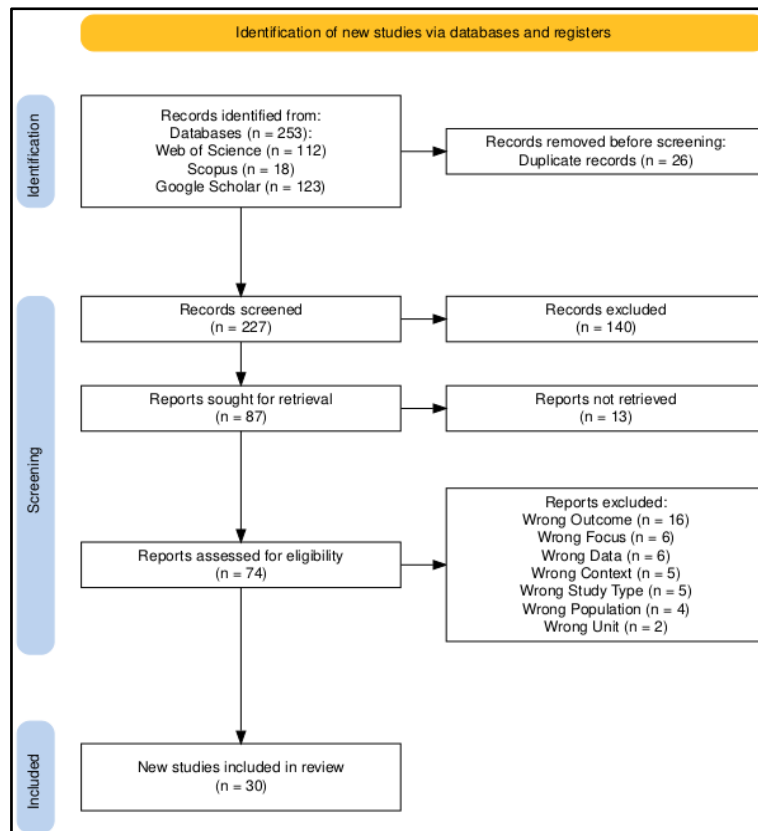 Identification of new studies via databases and registers
Identification
Records identified from:
Databases (n = 253):
Web of Science (n = 112)
Scopus (n = 18)
Google Scholar (n = 123)
Records removed before screening:
Duplicate records (n = 26)
Screening
Records screened
(n = 227)
Records excluded
(n = 140)
Reports sought for retrieval
(n = 87)
Reports not retrieved
(n = 13)
Reports assessed for eligibility
(n = 74)
Reports excluded:
Wrong Outcome (n = 16)
Wrong Focus (n = 6)
Wrong Data (n = 6)
Wrong Context (n = 5)
Wrong Study Type (n = 5)
Wrong Population (n = 4)
Wrong Unit (n = 2)
Included
New studies included in review
(n = 30)